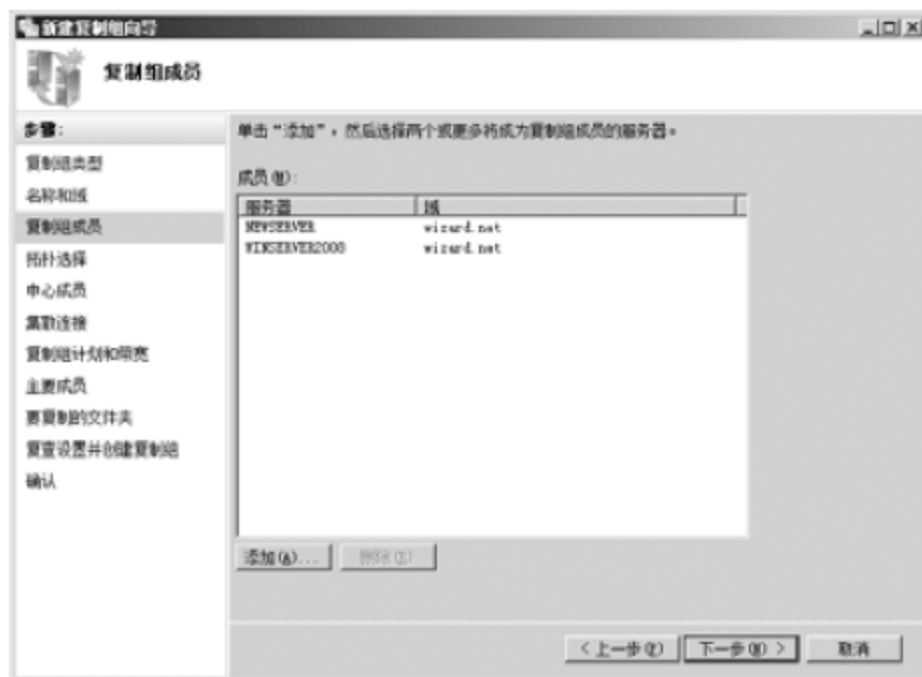 新建复制组向导
复制组成员
步骤:
复制组类型
名称和域
复制组成员
拓扑选择
中心成员
集散连接
复制组计划和带宽
主要成员
要复制的文件夹
复查设置并创建复制组
确认
单击“添加”，然后选择两个或更多将成为复制组成员的服务器。
成员(M):
服务器 域
NEWSERVER wizard.net
WINSERVER2008 wizard.net
添加(A)... 删除(R)
< 上一步(P) 下一步(N) > 取消